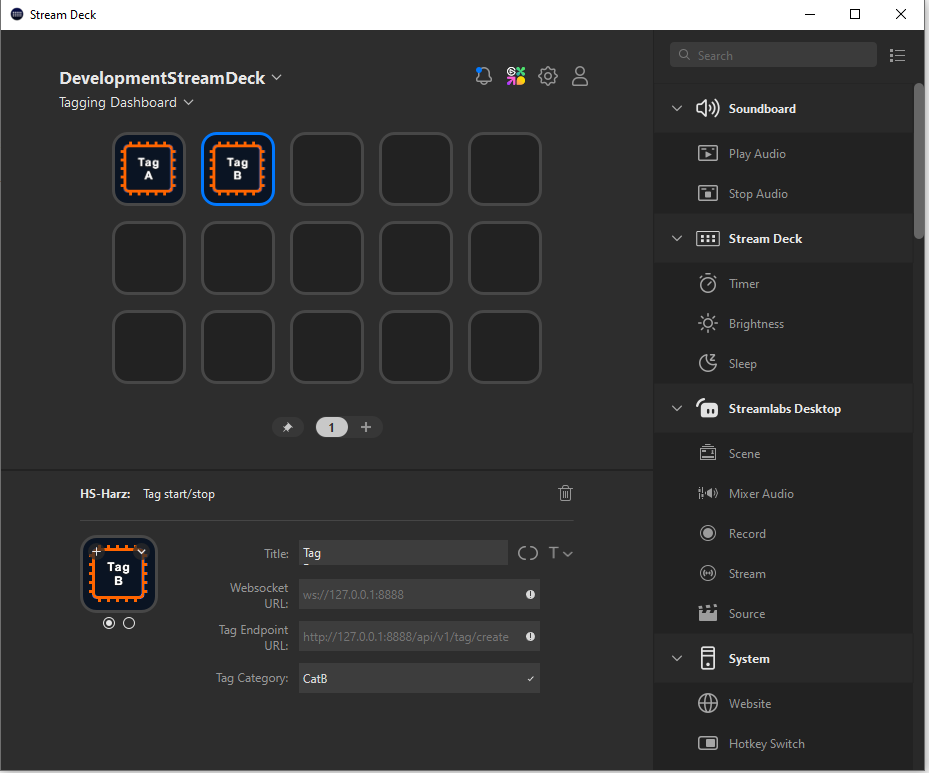 Stream Deck
DevelopmentStreamDeck
Tagging Dashboard
Tag
A
Tag
B
1
HS-Harz: Tag start/stop
Tag
B
Title: Tag
T
Websocket
URL:
ws://127.0.0.1:8888
Tag Endpoint
URL:
http://127.0.0.1:8888/api/v1/tag/create
Tag Category: CatB
Search
Soundboard
Play Audio
Stop Audio
Stream Deck
Timer
Brightness
Sleep
Streamlabs Desktop
Scene
Mixer Audio
Record
Stream
Source
System
Website
Hotkey Switch